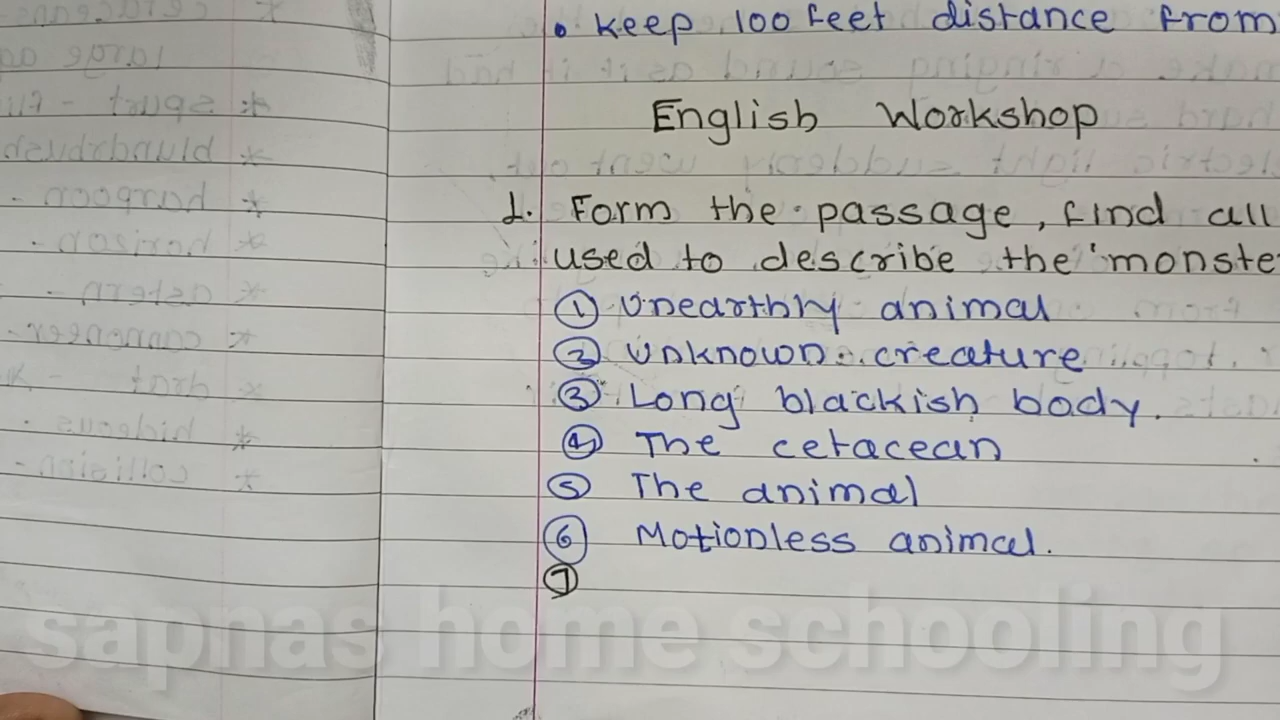 • Keep 100 feet distance from
English Workshop
1. Form the passage, find all
used to describe the 'monste
① Unearthly animal
② Unknown creature
③ Long blackish body.
④ The cetacean
⑤ The animal
⑥ Motionless animal.
⑦
sapnas home schooling